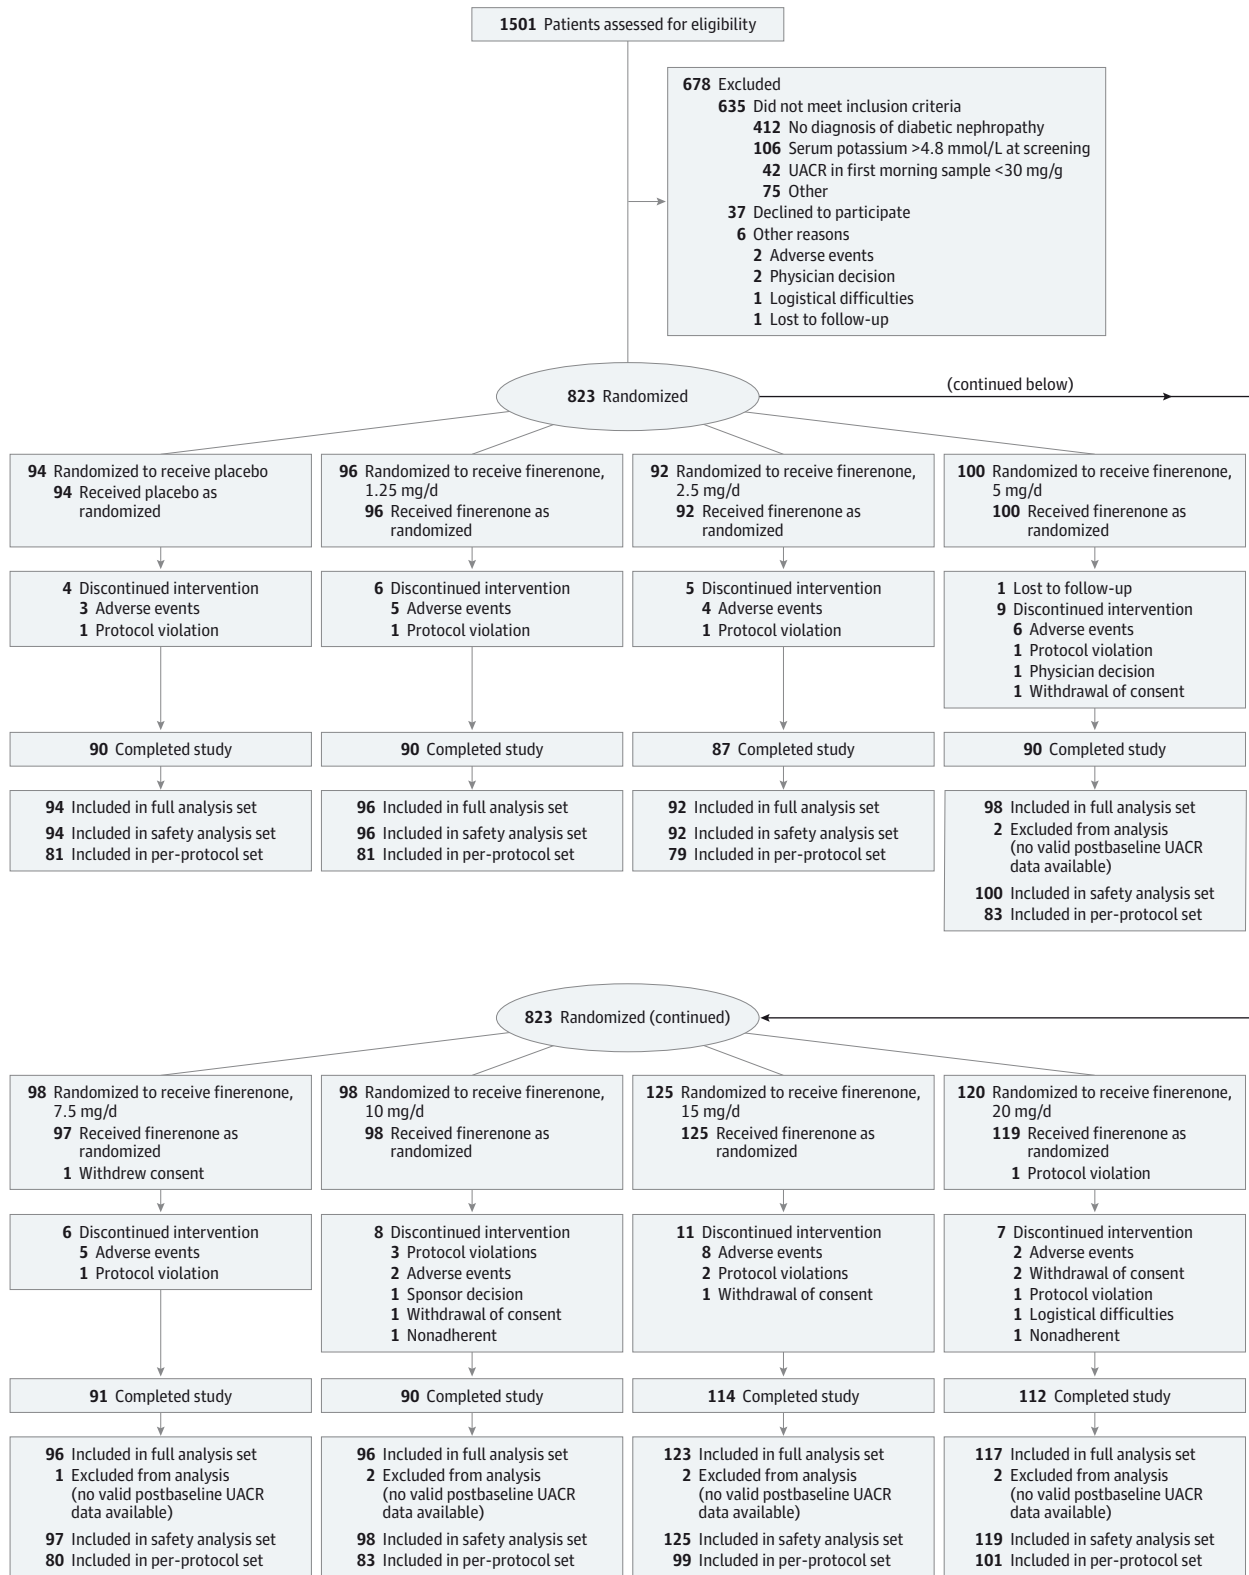 1501 Patients assessed for eligibility
678 Excluded
635 Did not meet inclusion criteria
412 No diagnosis of diabetic nephropathy
106 Serum potassium >4.8 mmol/L at screening
42 UACR in first morning sample <30 mg/g
75 Other
37 Declined to participate
6 Other reasons
2 Adverse events
2 Physician decision
1 Logistical difficulties
1 Lost to follow-up
823 Randomized
(continued below)
94 Randomized to receive placebo
94 Received placebo as
randomized
96 Randomized to receive finerenone,
1.25 mg/d
96 Received finerenone as
randomized
92 Randomized to receive finerenone,
2.5 mg/d
92 Received finerenone as
randomized
100 Randomized to receive finerenone,
5 mg/d
100 Received finerenone as
randomized
4 Discontinued intervention
3 Adverse events
1 Protocol violation
6 Discontinued intervention
5 Adverse events
1 Protocol violation
5 Discontinued intervention
4 Adverse events
1 Protocol violation
1 Lost to follow-up
9 Discontinued intervention
6 Adverse events
1 Protocol violation
1 Physician decision
1 Withdrawal of consent
90 Completed study
90 Completed study
87 Completed study
90 Completed study
94 Included in full analysis set
94 Included in safety analysis set
81 Included in per-protocol set
96 Included in full analysis set
96 Included in safety analysis set
81 Included in per-protocol set
92 Included in full analysis set
92 Included in safety analysis set
79 Included in per-protocol set
98 Included in full analysis set
2 Excluded from analysis
(no valid postbaseline UACR
data available)
100 Included in safety analysis set
83 Included in per-protocol set
823 Randomized (continued)
98 Randomized to receive finerenone,
7.5 mg/d
97 Received finerenone as
randomized
1 Withdrew consent
98 Randomized to receive finerenone,
10 mg/d
98 Received finerenone as
randomized
125 Randomized to receive finerenone,
15 mg/d
125 Received finerenone as
randomized
120 Randomized to receive finerenone,
20 mg/d
119 Received finerenone as
randomized
1 Protocol violation
6 Discontinued intervention
5 Adverse events
1 Protocol violation
8 Discontinued intervention
3 Protocol violations
2 Adverse events
1 Sponsor decision
1 Withdrawal of consent
1 Nonadherent
11 Discontinued intervention
8 Adverse events
2 Protocol violations
1 Withdrawal of consent
7 Discontinued intervention
2 Adverse events
2 Withdrawal of consent
1 Protocol violation
1 Logistical difficulties
1 Nonadherent
91 Completed study
90 Completed study
114 Completed study
112 Completed study
96 Included in full analysis set
1 Excluded from analysis
(no valid postbaseline UACR
data available)
97 Included in safety analysis set
80 Included in per-protocol set
96 Included in full analysis set
2 Excluded from analysis
(no valid postbaseline UACR
data available)
98 Included in safety analysis set
83 Included in per-protocol set
123 Included in full analysis set
2 Excluded from analysis
(no valid postbaseline UACR
data available)
125 Included in safety analysis set
99 Included in per-protocol set
117 Included in full analysis set
2 Excluded from analysis
(no valid postbaseline UACR
data available)
119 Included in safety analysis set
101 Included in per-protocol set